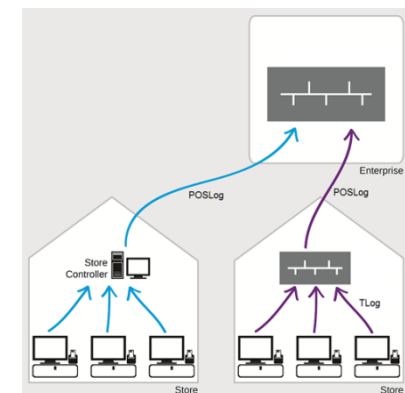 Enterprise
POSLog
POSLog
Store
Controller
TLog
Store
Store